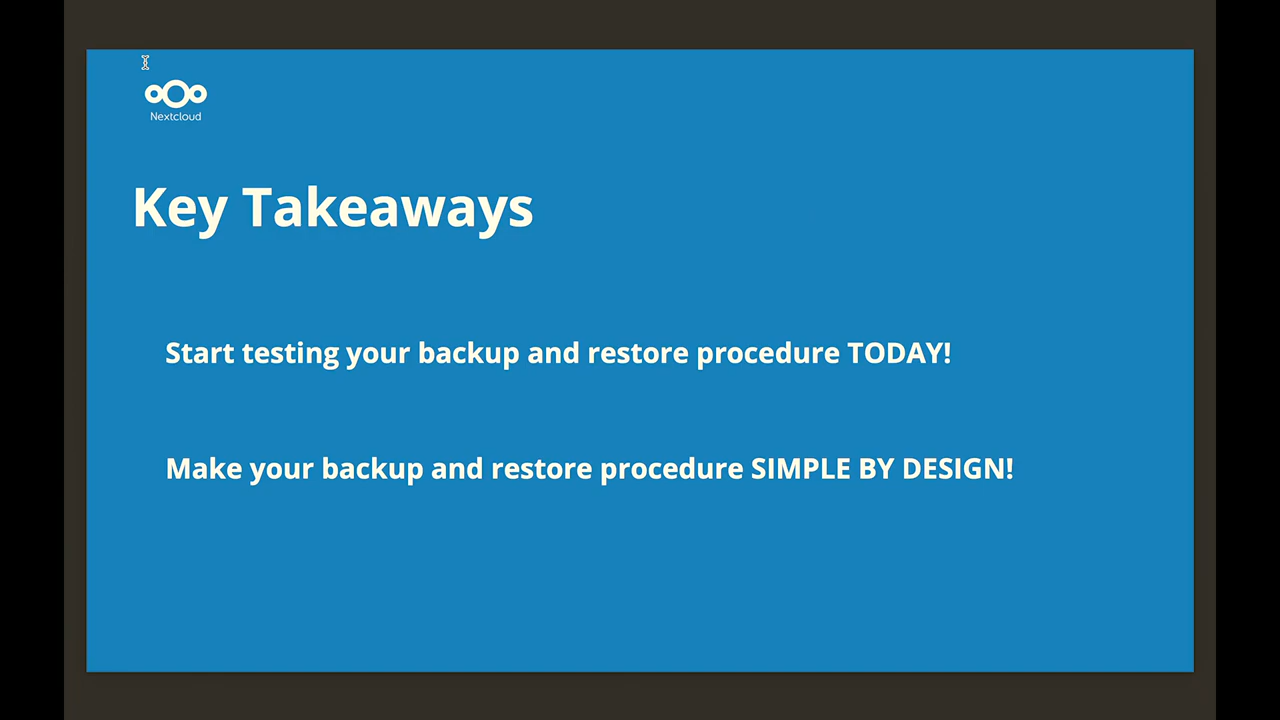 Nextcloud
Key Takeaways
Start testing your backup and restore procedure TODAY!
Make your backup and restore procedure SIMPLE BY DESIGN!